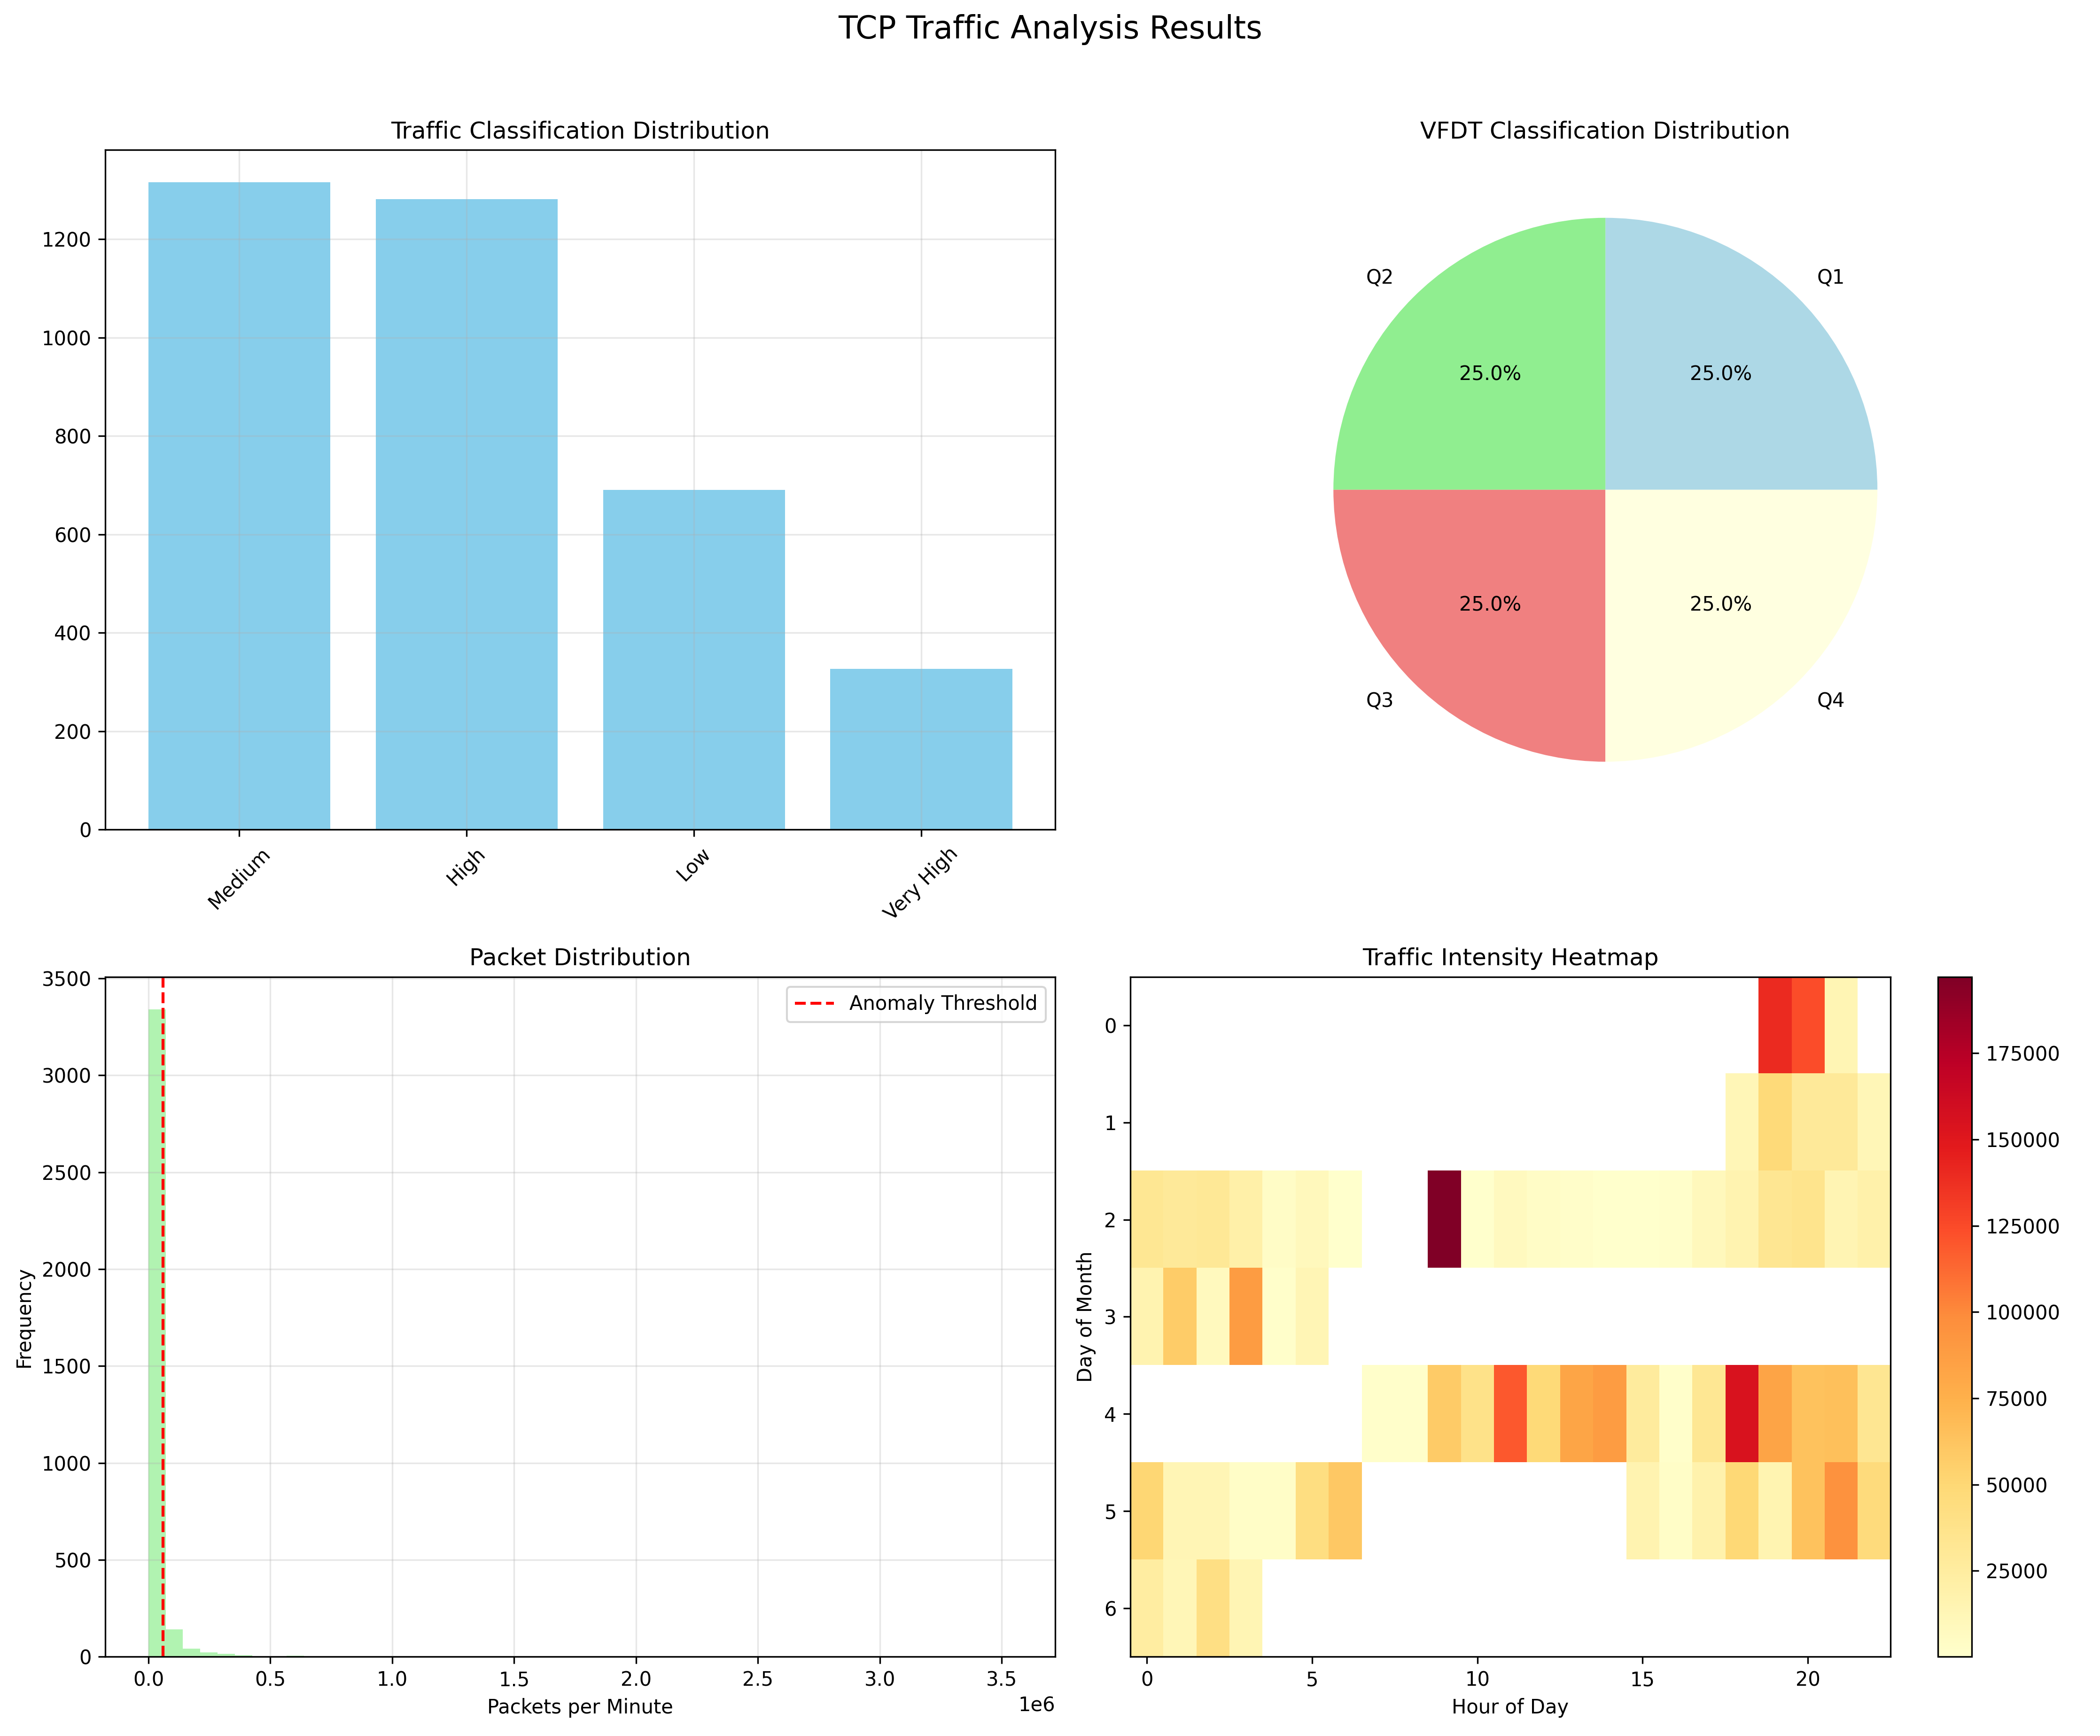 TCP Traffic Analysis Results
Traffic Classification Distribution
1200
1000
800
600
400
200
0
Medium
High
Low
Very High
VFDT Classification Distribution
Q2
Q1
25.0%
25.0%
25.0%
25.0%
Q3
Q4
Packet Distribution
3500
3000
2500
2000
1500
1000
500
0
Frequency
Anomaly Threshold
0.0
0.5
1.0
1.5
2.0
2.5
3.0
3.5
1e6
Packets per Minute
Traffic Intensity Heatmap
0
1
2
3
4
5
6
Day of Month
0
5
10
15
20
Hour of Day
175000
150000
125000
100000
75000
50000
25000